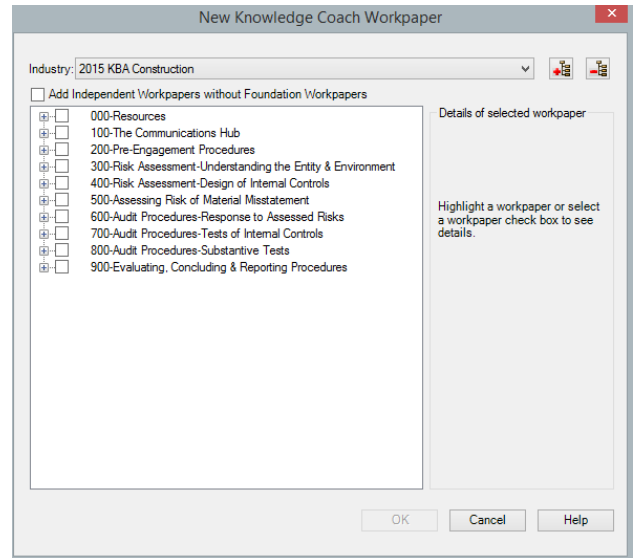 New Knowledge Coach Workpaper
Industry: 2015 KBA Construction
Add Independent Workpapers without Foundation Workpapers
000-Resources
100-The Communications Hub
200-Pre-Engagement Procedures
300-Risk Assessment-Understanding the Entity & Environment
400-Risk Assessment-Design of Internal Controls
500-Assessing Risk of Material Misstatement
600-Audit Procedures-Response to Assessed Risks
700-Audit Procedures-Tests of Internal Controls
800-Audit Procedures-Substantive Tests
900-Evaluating, Concluding & Reporting Procedures
Details of selected workpaper
Highlight a workpaper or select
a workpaper check box to see
details.
OK Cancel Help